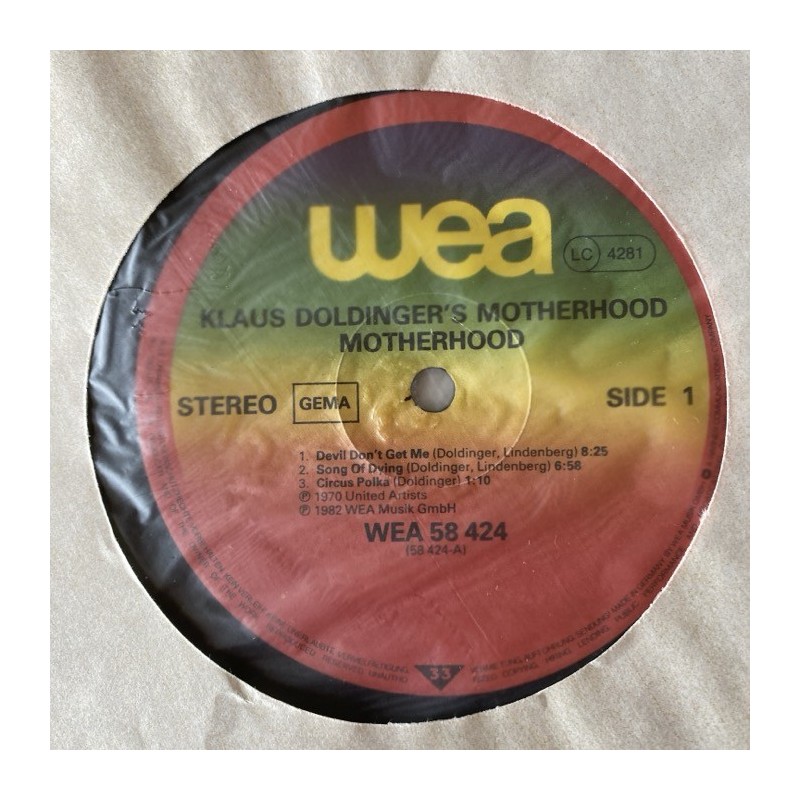 wea
LC 4281
KLAUS DOLDINGER'S MOTHERHOOD
MOTHERHOOD
STEREO GEMA SIDE 1
1. Devil Don't Get Me (Doldinger, Lindenberg) 8:25
2. Song Of Dying (Doldinger, Lindenberg) 6:58
3. Circus Polka (Doldinger) 1:10
℗ 1970 United Artists
℗ 1982 WEA Musik GmbH
WEA 58 424
(58 424-A)
33